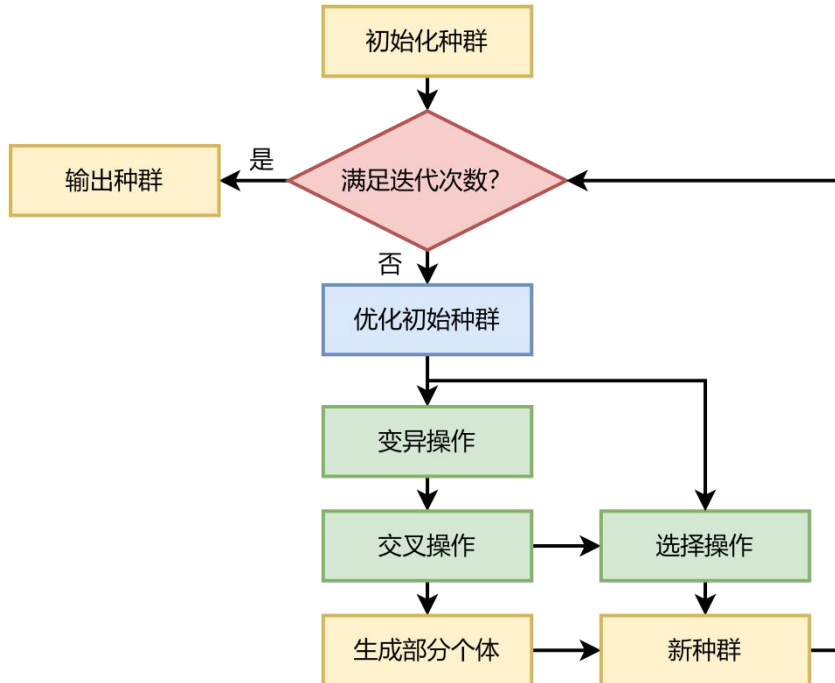 初始化种群
输出种群
是
满足迭代次数?
否
优化初始种群
变异操作
交叉操作
选择操作
生成部分个体
新种群